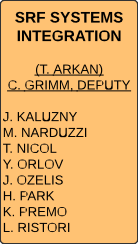 SRF SYSTEMS
INTEGRATION
(T. ARKAN)
C. GRIMM, DEPUTY
J. KALUZNY
M. NARDUZZI
T. NICOL
Y. ORLOV
J. OZELIS
H. PARK
K. PREMO
L. RISTORI